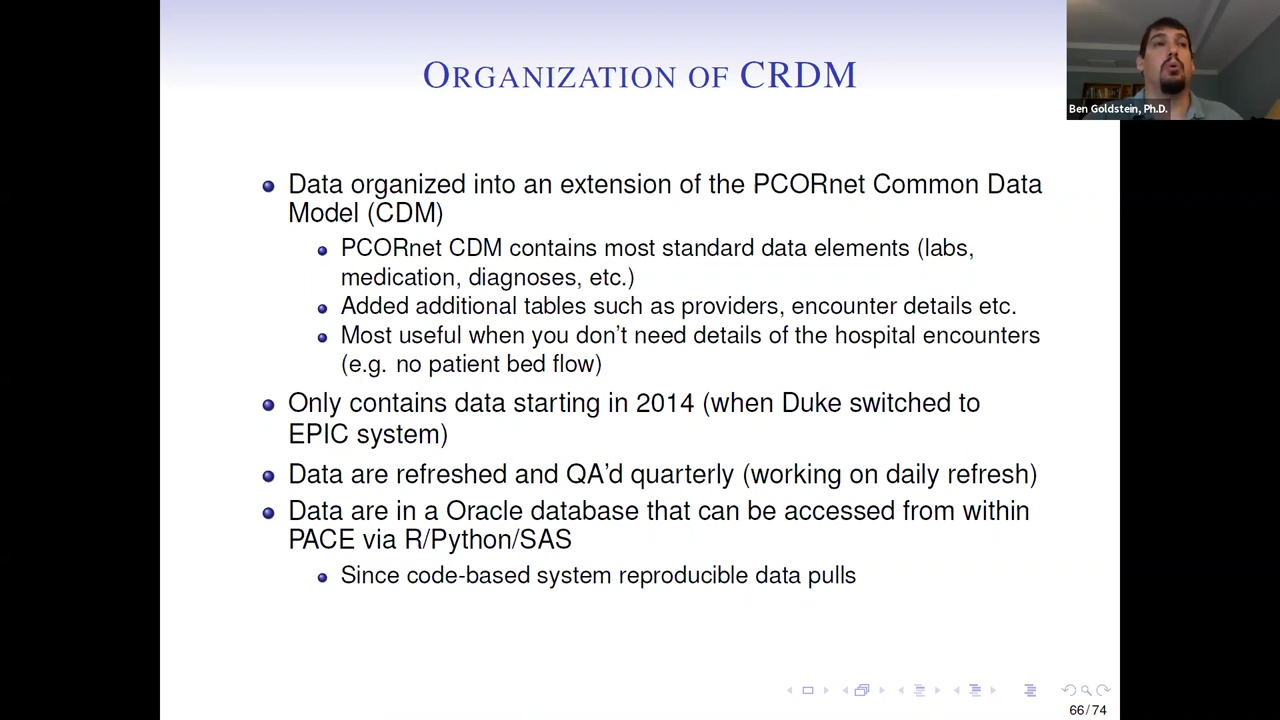 ORGANIZATION OF CRDM
Ben Goldstein, Ph.D.
Data organized into an extension of the PCORnet Common Data
Model (CDM)
PCORnet CDM contains most standard data elements (labs,
medication, diagnoses, etc.)
Added additional tables such as providers, encounter details etc.
Most useful when you don't need details of the hospital encounters
(e.g. no patient bed flow)
Only contains data starting in 2014 (when Duke switched to
EPIC system)
Data are refreshed and QA'd quarterly (working on daily refresh)
Data are in a Oracle database that can be accessed from within
PACE via R/Python/SAS
Since code-based system reproducible data pulls
66/74